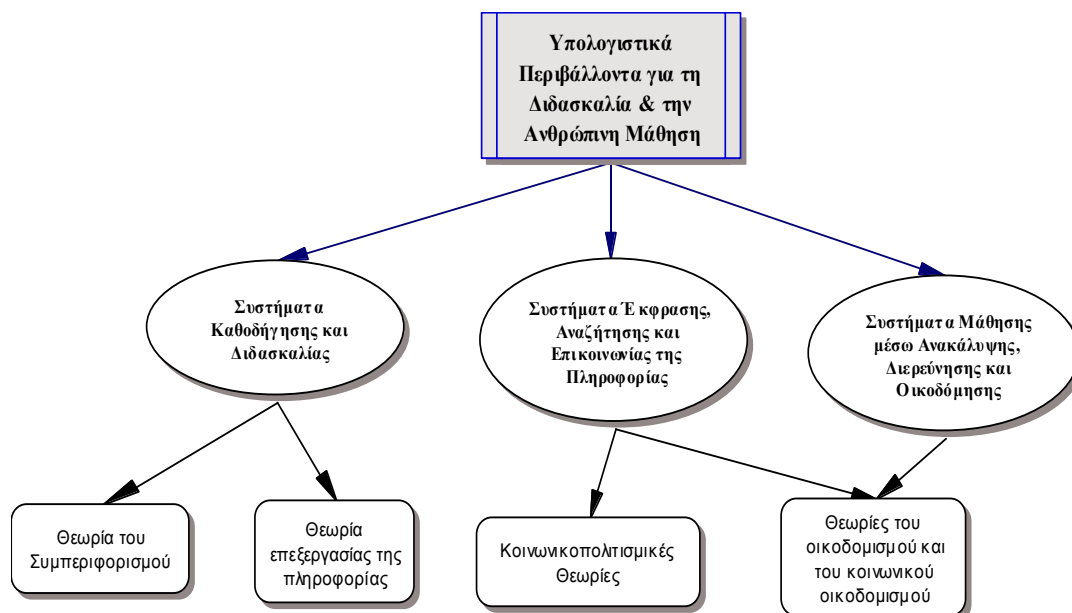 Υπολογιστικά
Περιβάλλοντα για τη
Διδασκαλία & την
Ανθρώπινη Μάθηση
Συστήματα
Καθοδήγησης και
Διδασκαλίας
Συστήματα Έκφρασης,
Αναζήτησης και
Επικοινωνίας της
Πληροφορίας
Συστήματα Μάθησης
μέσω Ανακάλυψης,
Διερεύνησης και
Οικοδόμησης
Θεωρία του
Συμπεριφορισμού
Θεωρία
επεξεργασίας της
πληροφορίας
Κοινωνικοπολιτισμικές
Θεωρίες
Θεωρίες του
οικοδομισμού και
του κοινωνικού
οικοδομισμού